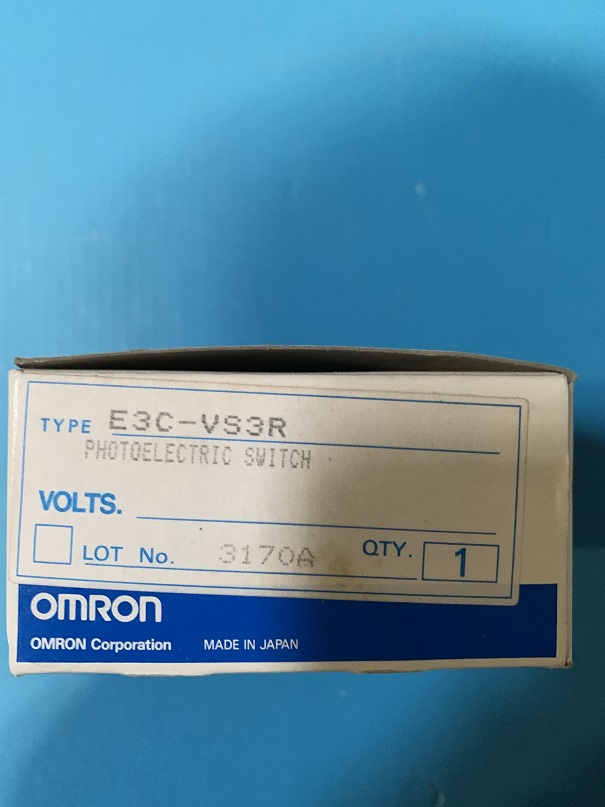 TYPE E3C-VS3R
PHOTOELECTRIC SWITCH
VOLTS.
LOT No. 3170A QTY. 1
OMRON
OMRON Corporation MADE IN JAPAN